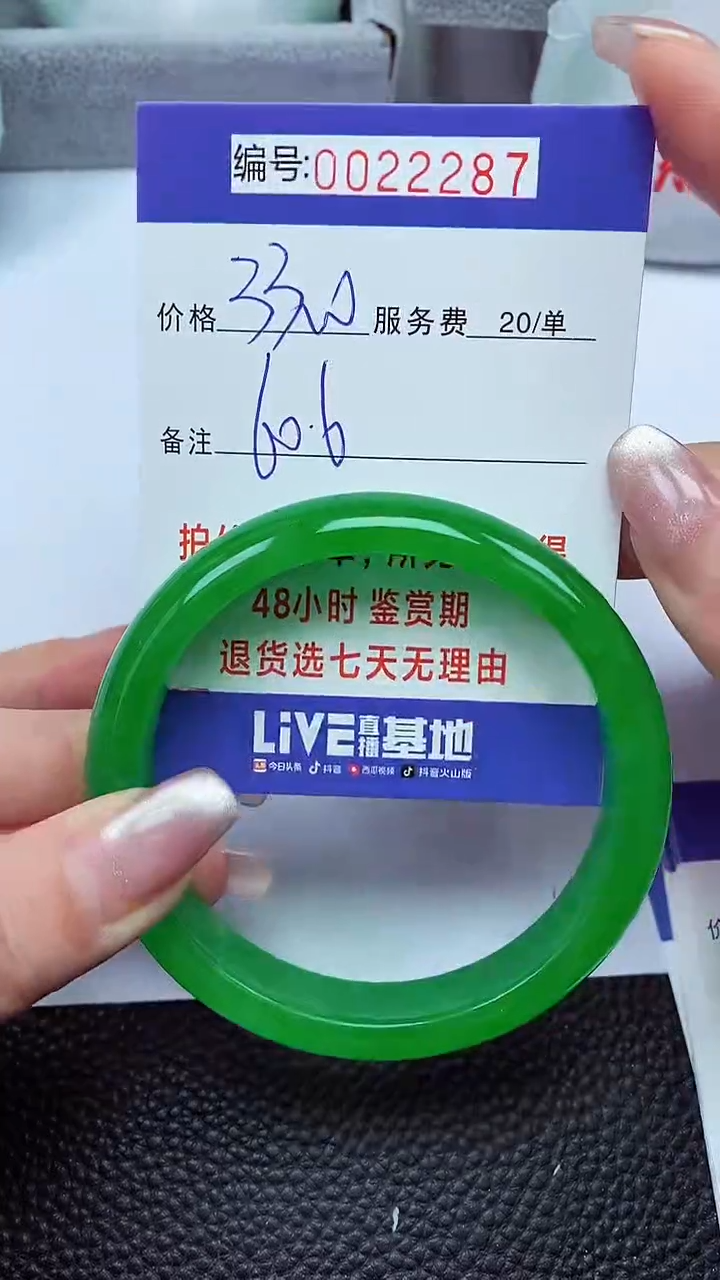 编号:0022287
价格 服务费 20/单
备注 60.6
48小时 鉴赏期
退货选七天无理由
LiVE直播基地
今日头条 抖音 西瓜视频 抖音火山版